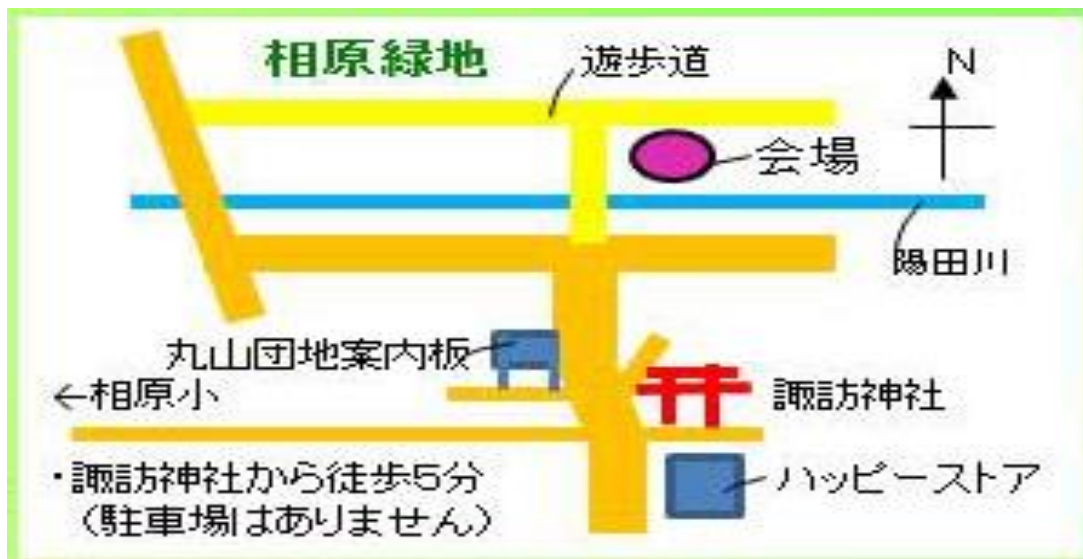 相原緑地
遊歩道
N
会場
陽田川
丸山団地案内板
←相原小
諏訪神社
・諏訪神社から徒歩5分
（駐車場はありません）
ハッピーストア